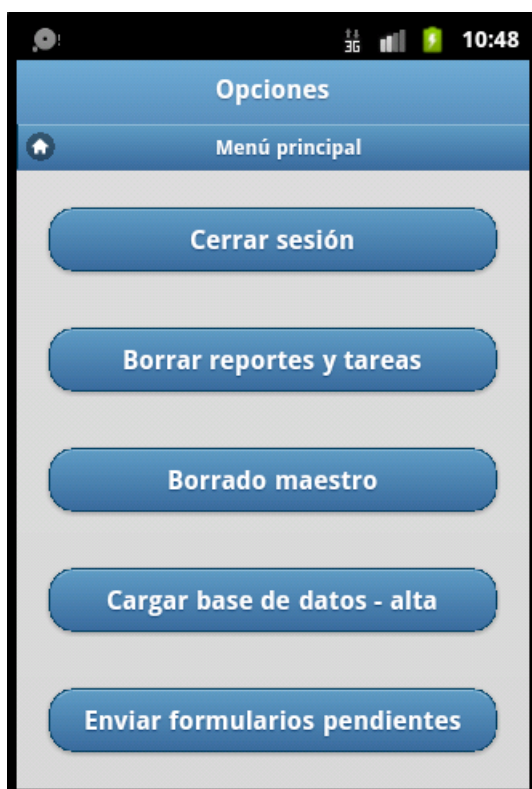 3G 10:48
Opciones
Menú principal
Cerrar sesión
Borrar reportes y tareas
Borrado maestro
Cargar base de datos - alta
Enviar formularios pendientes